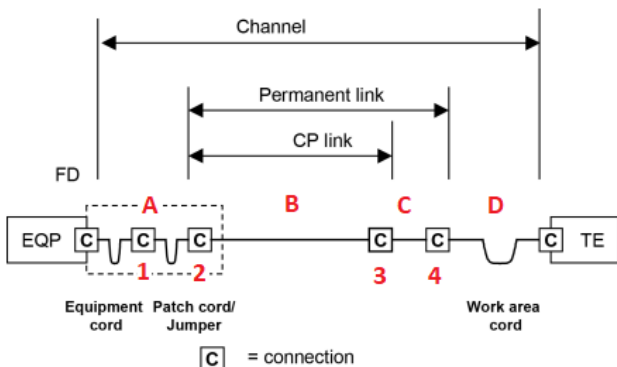 Channel
Permanent link
CP link
FD
A
B
C
D
EQP
C
C
C
C
C
C
TE
1
2
3
4
Equipment
cord
Patch cord/
Jumper
Work area
cord
C = connection